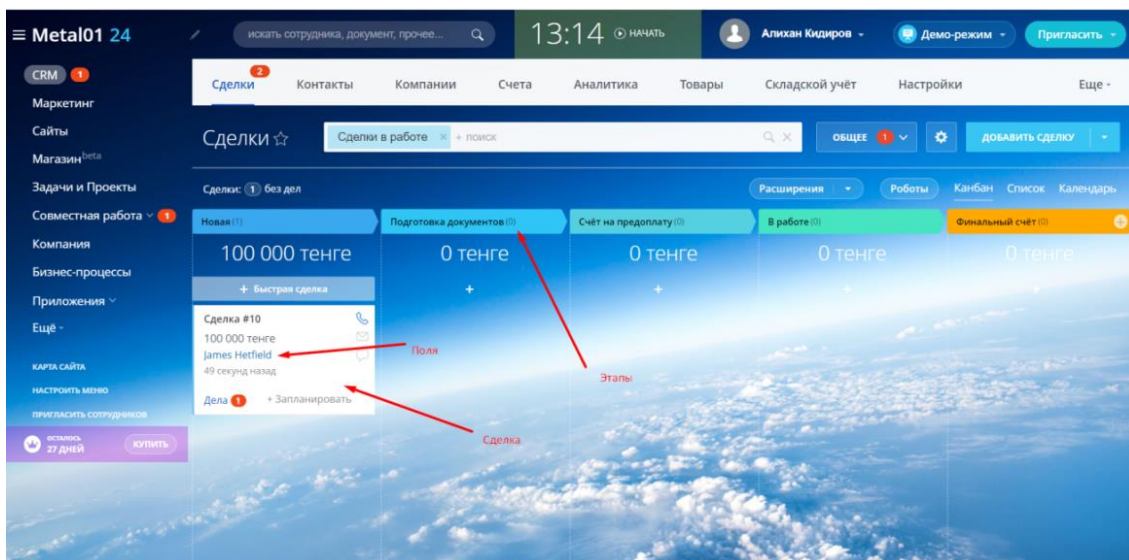 Metal01 24
искать сотрудника, документ, прочее...
13:14 НАЧАТЬ
Алихан Кидиров
Демо-режим
Пригласить
CRM 1
Маркетинг
Сайты
Магазин beta
Задачи и Проекты
Совместная работа 1
Компания
Бизнес-процессы
Приложения
Ещё
КАРТА САЙТА
НАСТРОИТЬ МЕНЮ
ПРИГЛАСИТЬ СОТРУДНИКОВ
ОСТАЛОСЬ
27 ДНЕЙ
КУПИТЬ
Сделки 2 Контакты Компании Счета Аналитика Товары Складской учёт Настройки Еще
Сделки
Сделки в работе × + поиск
ОБЩЕЕ 1
ДОБАВИТЬ СДЕЛКУ
Сделки: 1 без дел
Расширения Роботы Канбан Список Календарь
Новая (1) Подготовка документов (0) Счёт на предоплату (0) В работе (0) Финальный счёт (0)
100 000 тенге 0 тенге 0 тенге 0 тенге 0 тенге
+ Быстрая сделка + + +
Сделка #10
100 000 тенге
James Hetfield
49 секунд назад
Дела 1 + Запланировать
Поля
Этапы
Сделка